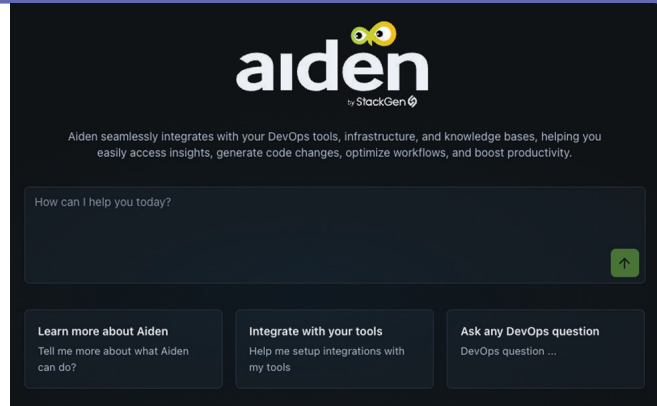 aıden
by StackGen
Aiden seamlessly integrates with your DevOps tools, infrastructure, and knowledge bases, helping you
easily access insights, generate code changes, optimize workflows, and boost productivity.
How can I help you today?
Learn more about Aiden
Tell me more about what Aiden
can do?
Integrate with your tools
Help me setup integrations with
my tools
Ask any DevOps question
DevOps question ...